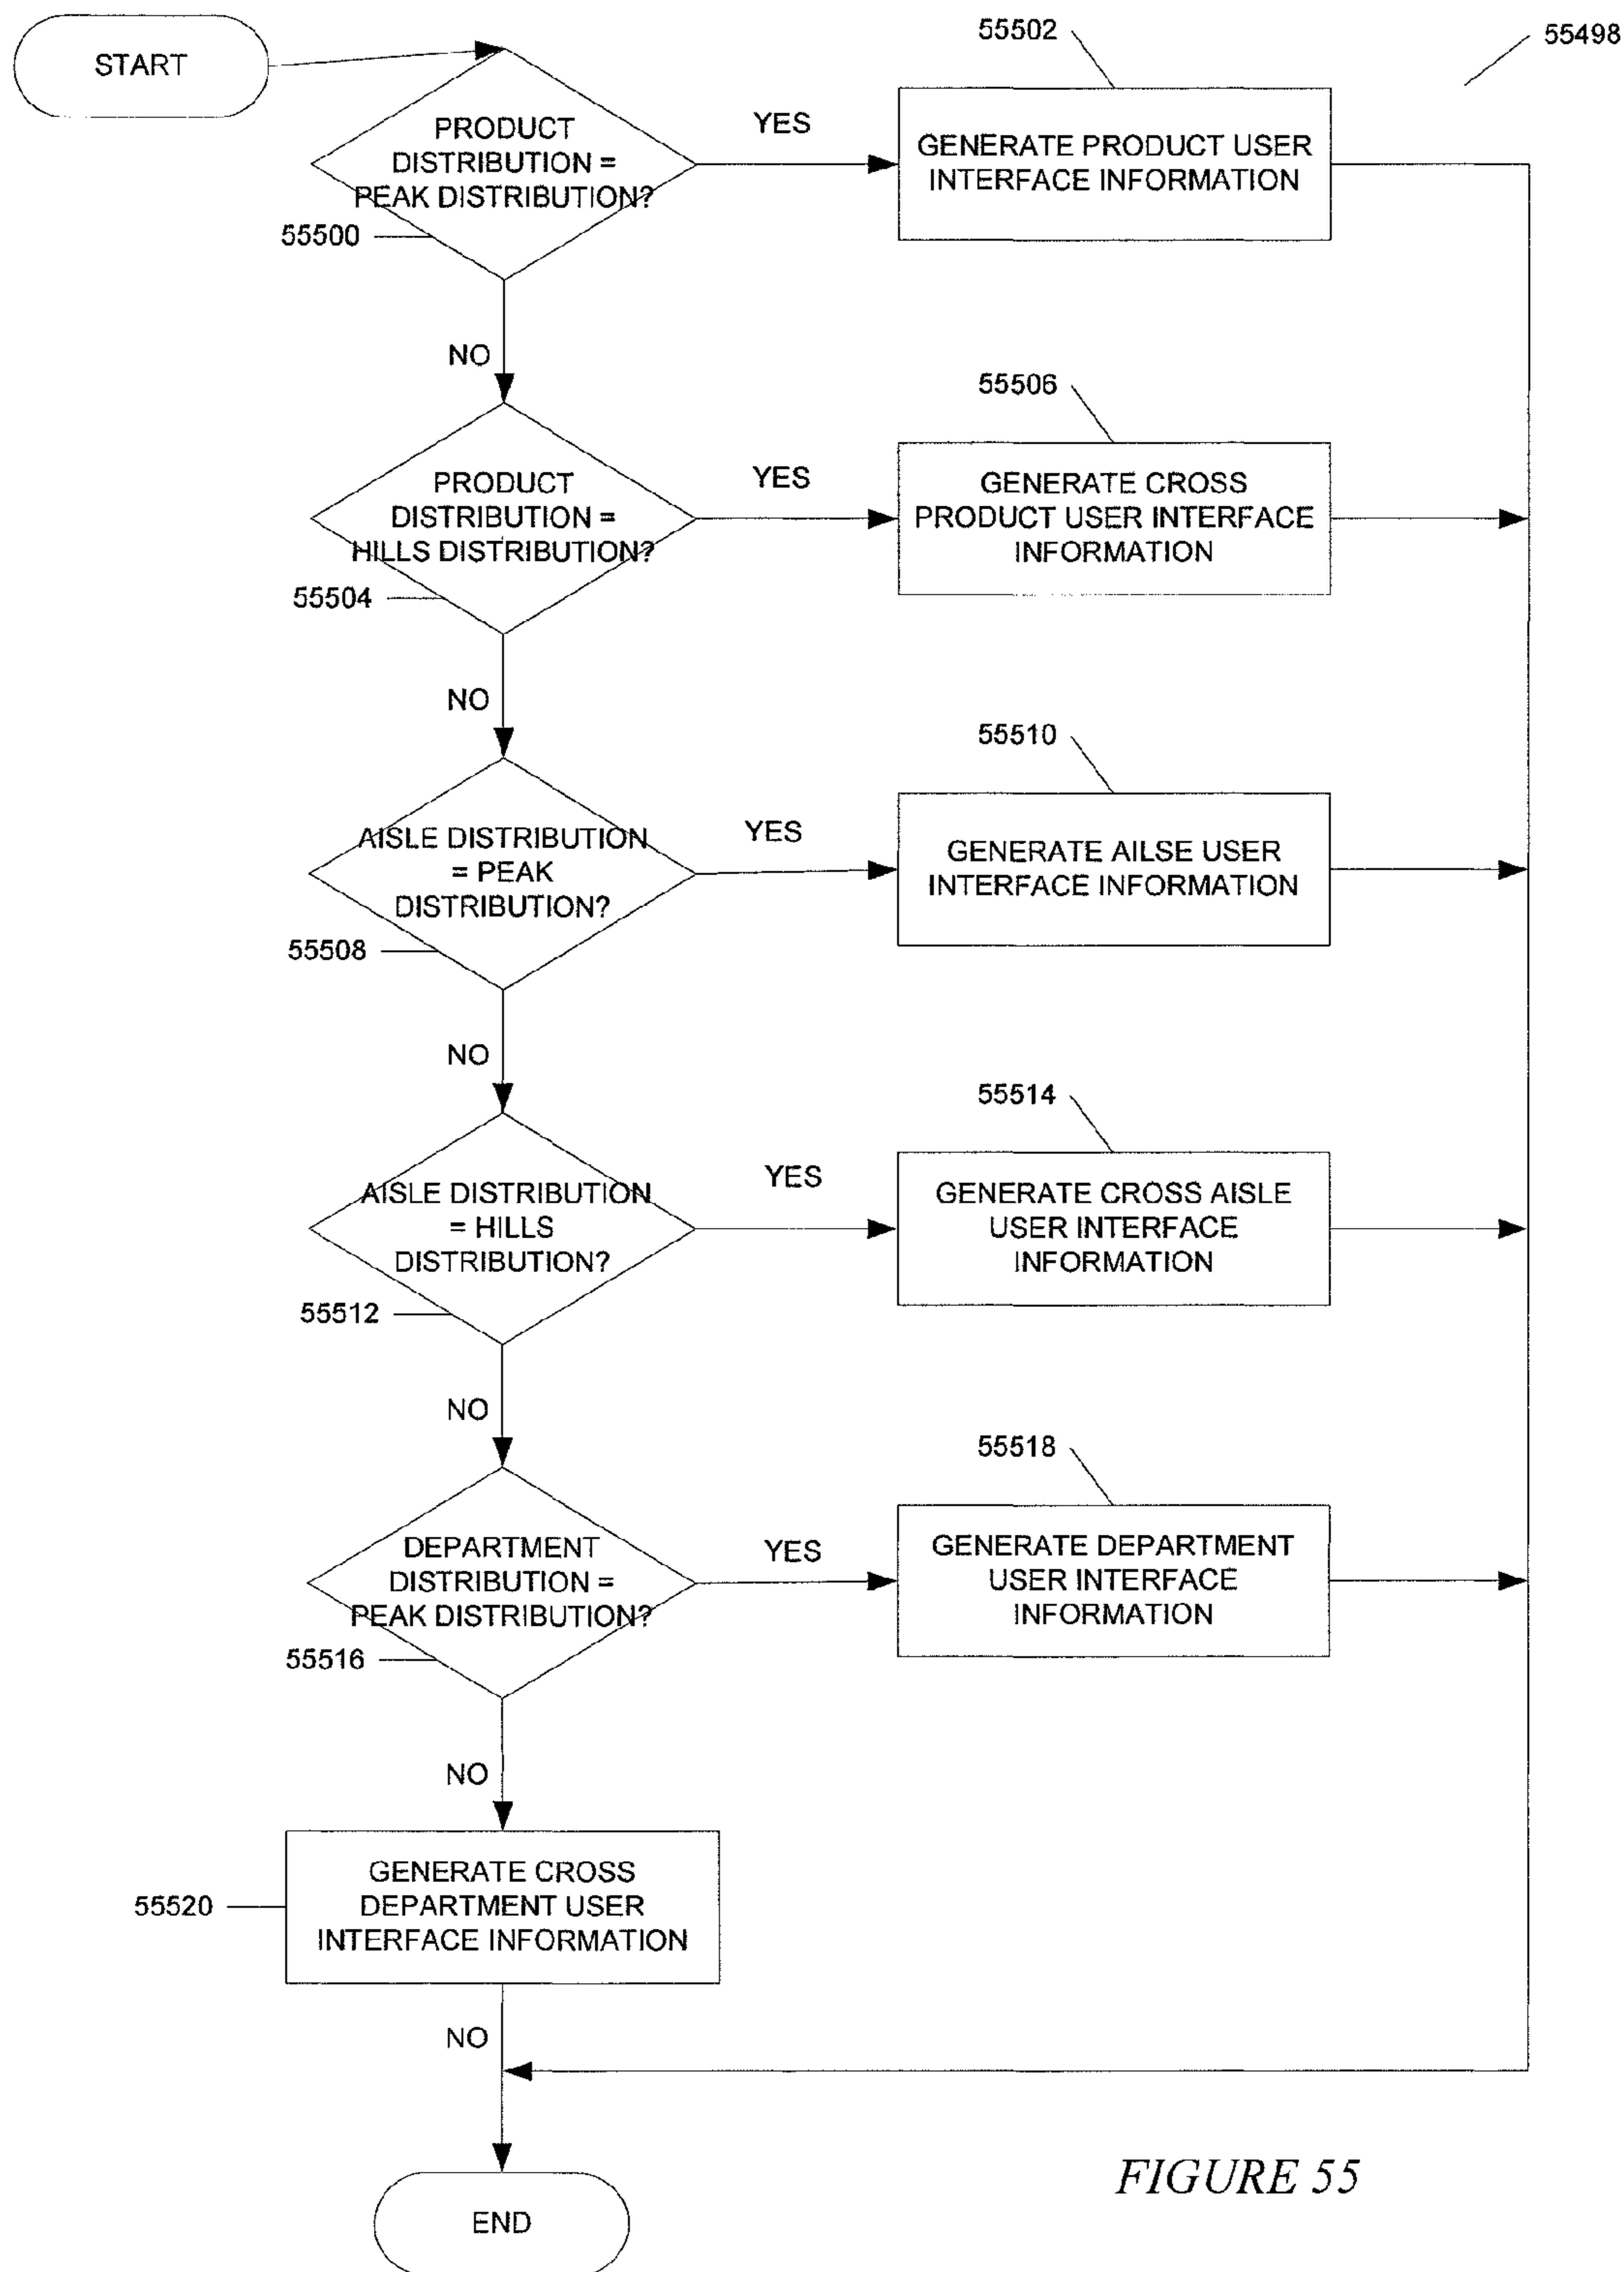 START
55502
55498
PRODUCT
DISTRIBUTION =
PEAK DISTRIBUTION?
YES
GENERATE PRODUCT USER
INTERFACE INFORMATION
55500
NO
55506
PRODUCT
DISTRIBUTION =
HILLS DISTRIBUTION?
YES
GENERATE CROSS
PRODUCT USER INTERFACE
INFORMATION
55504
NO
55510
AISLE DISTRIBUTION
= PEAK
DISTRIBUTION?
YES
GENERATE AILSE USER
INTERFACE INFORMATION
55508
NO
55514
AISLE DISTRIBUTION
= HILLS
DISTRIBUTION?
YES
GENERATE CROSS AISLE
USER INTERFACE
INFORMATION
55512
NO
55518
DEPARTMENT
DISTRIBUTION =
PEAK DISTRIBUTION?
YES
GENERATE DEPARTMENT
USER INTERFACE
INFORMATION
55516
NO
GENERATE CROSS
DEPARTMENT USER
INTERFACE INFORMATION
55520
NO
FIGURE 55
END